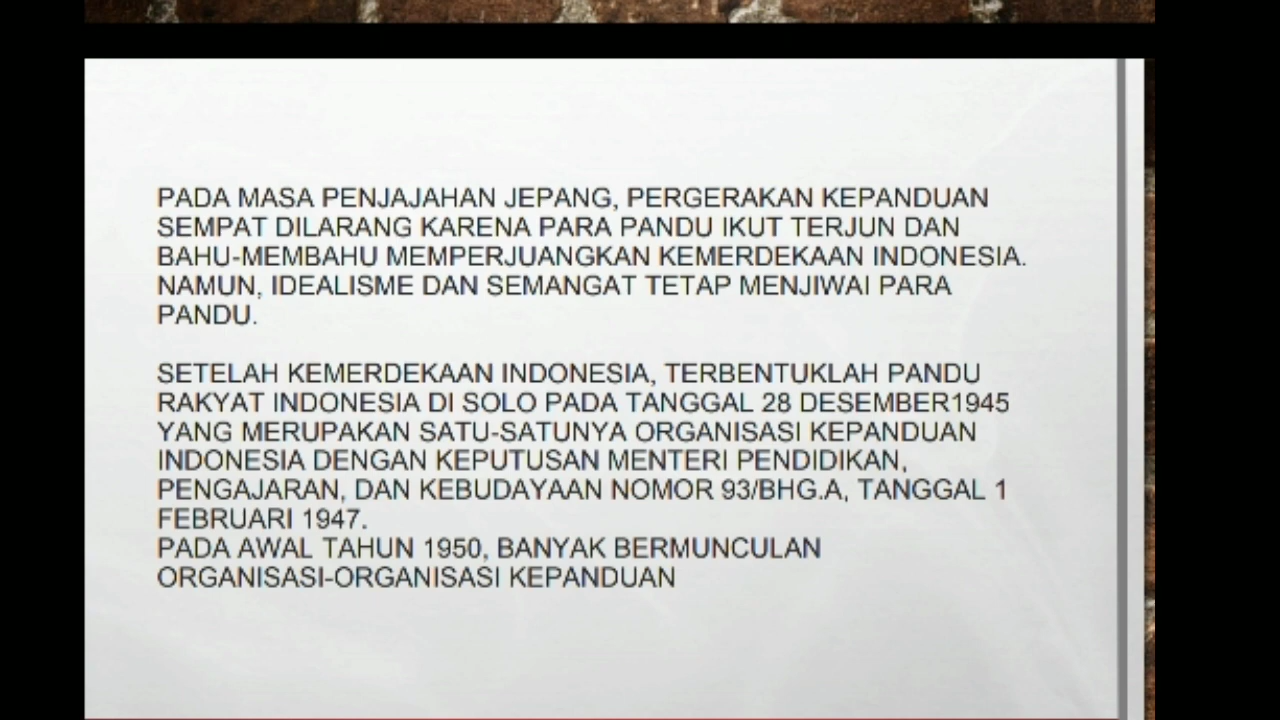 PADA MASA PENJAJAHAN JEPANG, PERGERAKAN KEPANDUAN
SEMPAT DILARANG KARENA PARA PANDU IKUT TERJUN DAN
BAHU-MEMBAHU MEMPERJUANGKAN KEMERDEKAAN INDONESIA.
NAMUN, IDEALISME DAN SEMANGAT TETAP MENJIWAI PARA
PANDU.
SETELAH KEMERDEKAAN INDONESIA, TERBENTUKLAH PANDU
RAKYAT INDONESIA DI SOLO PADA TANGGAL 28 DESEMBER1945
YANG MERUPAKAN SATU-SATUNYA ORGANISASI KEPANDUAN
INDONESIA DENGAN KEPUTUSAN MENTERI PENDIDIKAN,
PENGAJARAN, DAN KEBUDAYAAN NOMOR 93/BHG.A, TANGGAL 1
FEBRUARI 1947.
PADA AWAL TAHUN 1950, BANYAK BERMUNCULAN
ORGANISASI-ORGANISASI KEPANDUAN